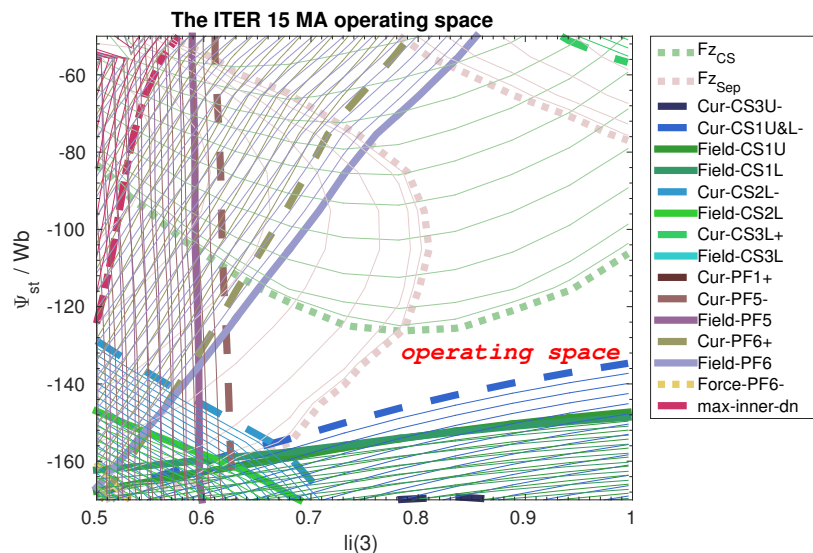 The ITER 15 MA operating space
-60
-80
-100
-120
-140
-160
Ψst / Wb
0.5
0.6
0.7
0.8
0.9
1
li(3)
operating space
FzCS
FzSep
Cur-CS3U-
Cur-CS1U&L-
Field-CS1U
Field-CS1L
Cur-CS2L-
Field-CS2L
Cur-CS3L+
Field-CS3L
Cur-PF1+
Cur-PF5-
Field-PF5
Cur-PF6+
Field-PF6
Force-PF6-
max-inner-dn